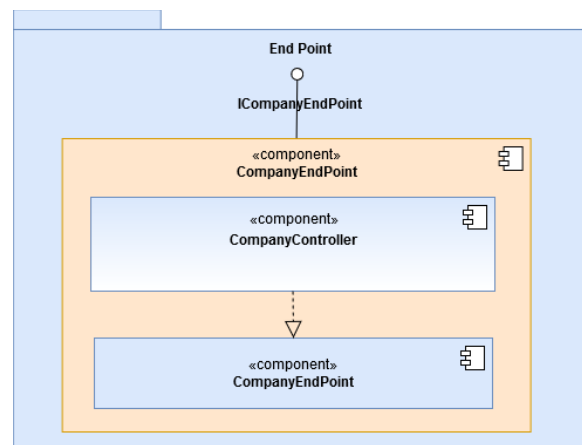 End Point
ICompanyEndPoint
«component»
CompanyEndPoint
«component»
CompanyController
«component»
CompanyEndPoint